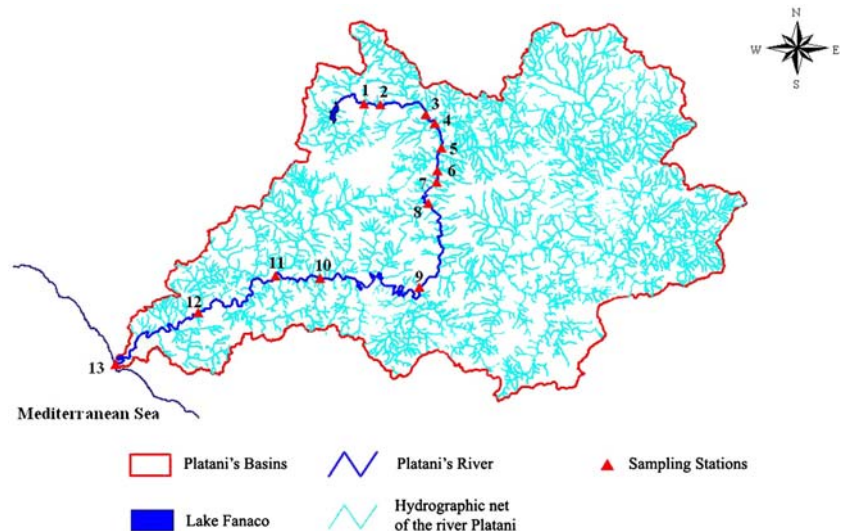 N
W E
S
1 2
3
4
5
6
7
8
9
11 10
12
13
Mediterranean Sea
Platani's Basins Platani's River Sampling Stations
Lake Fanaco Hydrographic net
of the river Platani